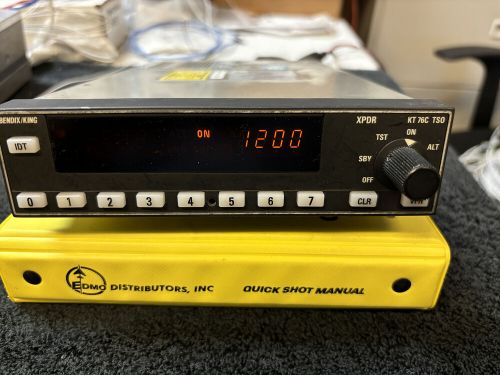 BENDIX/KING
XPDR
KT 76C TSO
ON 1200
TST
ON
ALT
IDT
SBY
OFF
0 1 2 3 4 5 6 7 CLR VFR
EDMO DISTRIBUTORS, INC
QUICK SHOT MANUAL